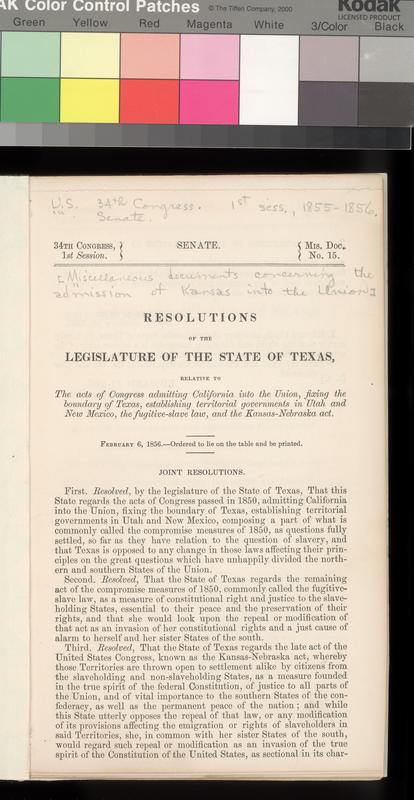 AK Color Control Patches © The Tiffen Company, 2000 Kodak
LICENSED PRODUCT
Green Yellow Red Magenta White 3/Color Black
U.S. 34th Congress. 1st sess., 1855-1856.
Senate.
34TH CONGRESS, SENATE. MIS. DOC.
1st Session. No. 15.
[Miscellaneous documents concerning the
admission of Kansas into the Union]
RESOLUTIONS
OF THE
LEGISLATURE OF THE STATE OF TEXAS,
RELATIVE TO
The acts of Congress admitting California into the Union, fixing the
boundary of Texas, establishing territorial governments in Utah and
New Mexico, the fugitive-slave law, and the Kansas-Nebraska act.
FEBRUARY 6, 1856.—Ordered to lie on the table and be printed.
JOINT RESOLUTIONS.
First. Resolved, by the legislature of the State of Texas, That this
State regards the acts of Congress passed in 1850, admitting California
into the Union, fixing the boundary of Texas, establishing territorial
governments in Utah and New Mexico, composing a part of what is
commonly called the compromise measures of 1850, as questions fully
settled, so far as they have relation to the question of slavery, and
that Texas is opposed to any change in those laws affecting their prin-
ciples on the great questions which have unhappily divided the north-
ern and southern States of the Union.
Second. Resolved, That the State of Texas regards the remaining
act of the compromise measures of 1850, commonly called the fugitive-
slave law, as a measure of constitutional right and justice to the slave-
holding States, essential to their peace and the preservation of their
rights, and that she would look upon the repeal or modification of
that act as an invasion of her constitutional rights and a just cause of
alarm to herself and her sister States of the south.
Third. Resolved, That the State of Texas regards the late act of the
United States Congress, known as the Kansas-Nebraska act, whereby
those Territories are thrown open to settlement alike by citizens from
the slaveholding and non-slaveholding States, as a measure founded
in the true spirit of the federal Constitution, of justice to all parts of
the Union, and of vital importance to the southern States of the con-
federacy, as well as the permanent peace of the nation; and while
this State utterly opposes the repeal of that law, or any modification
of its provisions affecting the emigration or rights of slaveholders in
said Territories, she, in common with her sister States of the south,
would regard such repeal or modification as an invasion of the true
spirit of the Constitution of the United States, as sectional in its char-